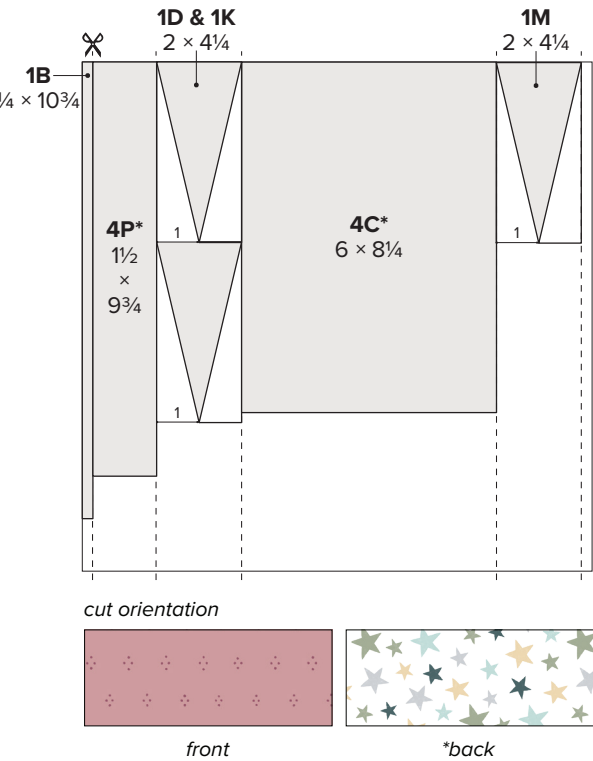 1D & 1K
2 × 4¼
1M
2 × 4¼
1B
¼ × 10¾
4P*
1½
×
9¾
4C*
6 × 8¼
1
1
1
cut orientation
front
*back